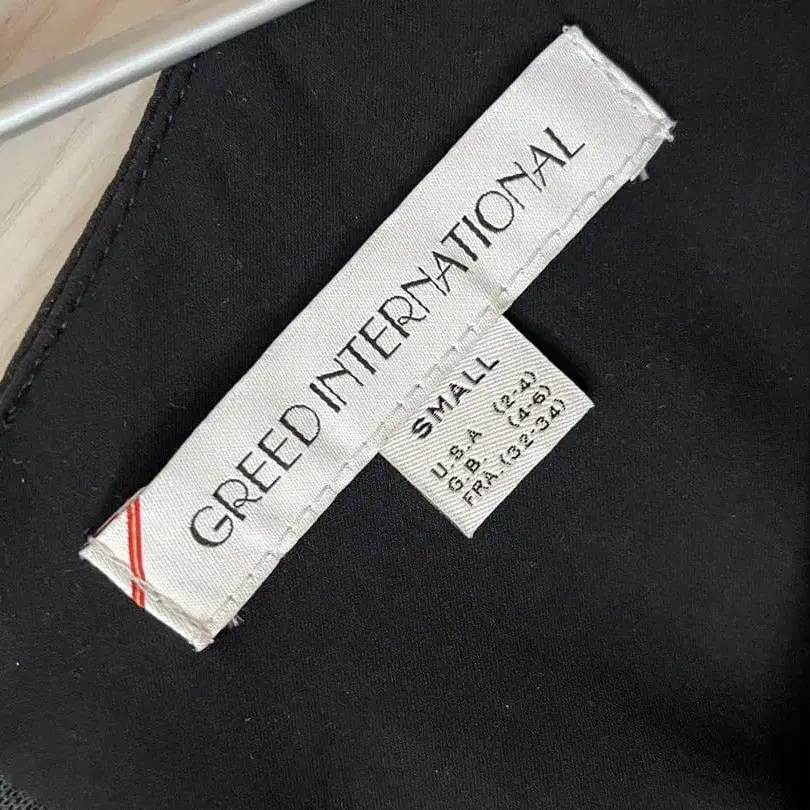 GREED INTERNATIONAL
SMALL
U.S.A (2-4)
G.B. (4-6)
FRA.(32-34)